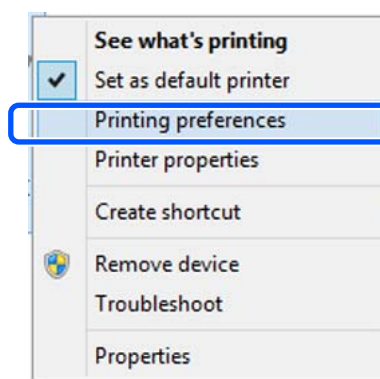 See what's printing
Set as default printer
Printing preferences
Printer properties
Create shortcut
Remove device
Troubleshoot
Properties